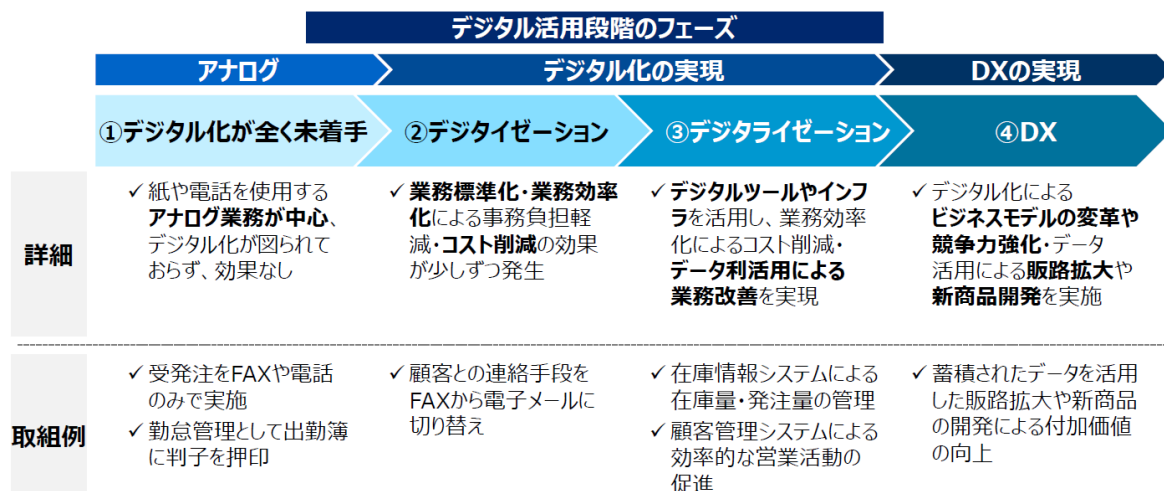 デジタル活用段階のフェーズ
アナログ
デジタル化の実現
DXの実現
①デジタル化が全く未着手
②デジタイゼーション
③デジタライゼーション
④DX
詳細
✓ 紙や電話を使用する
アナログ業務が中心、
デジタル化が図られて
おらず、効果なし
✓ 業務標準化・業務効率
化による事務負担軽
減・コスト削減の効果
が少しずつ発生
✓ デジタルツールやインフ
ラを活用し、業務効率
化によるコスト削減・
データ利活用による
業務改善を実現
✓ デジタル化による
ビジネスモデルの変革や
競争力強化・データ
活用による販路拡大や
新商品開発を実施
取組例
✓ 受発注をFAXや電話
のみで実施
✓ 勤怠管理として出勤簿
に判子を押印
✓ 顧客との連絡手段を
FAXから電子メールに
切り替え
✓ 在庫情報システムによる
在庫量・発注量の管理
✓ 顧客管理システムによる
効率的な営業活動の
促進
✓ 蓄積されたデータを活用
した販路拡大や新商品
の開発による付加価値
の向上